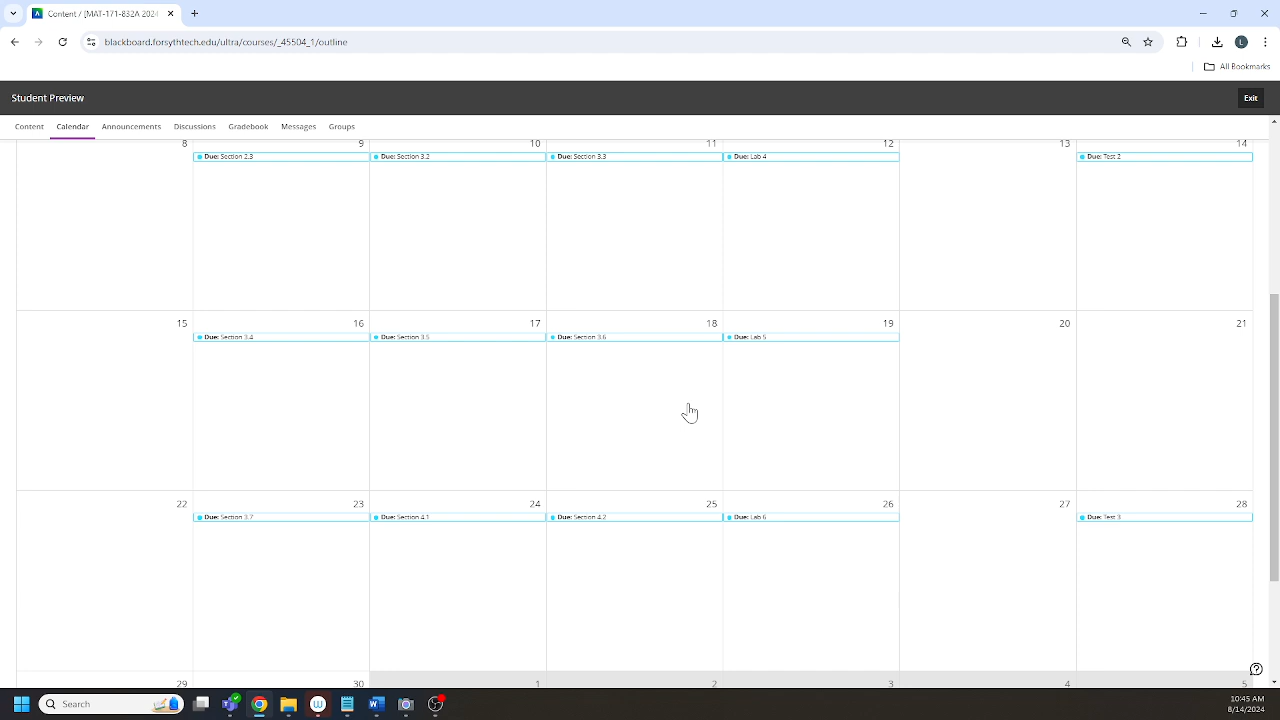 Content / [MAT-171-832A 2024
blackboard.forsythtech.edu/ultra/courses/_45504_1/outline
All Bookmarks
Student Preview
Exit
Content Calendar Announcements Discussions Gradebook Messages Groups
8 9 10 11 12 13 14
Due: Section 2.3 Due: Section 3.2 Due: Section 3.3 Due: Lab 4 Due: Test 2
15 16 17 18 19 20 21
Due: Section 3.4 Due: Section 3.5 Due: Section 3.6 Due: Lab 5
22 23 24 25 26 27 28
Due: Section 3.7 Due: Section 4.1 Due: Section 4.2 Due: Lab 6 Due: Test 3
29 30 1 2 3 4 5
Search
10:45 AM
8/14/2024